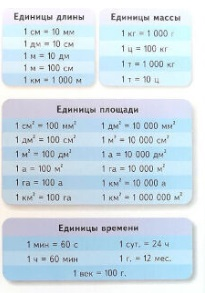 Единицы длины
1 см = 10 мм
1 дм = 10 см
1 м = 10 дм
1 м = 100 см
1 км = 1 000 м
Единицы массы
1 кг = 1 000 г
1 ц = 100 кг
1 т = 1 000 кг
1 т = 10 ц
Единицы площади
1 см² = 100 мм² 1 дм² = 10 000 мм²
1 дм² = 100 см² 1 м² = 10 000 см²
1 м² = 100 дм² 1 а = 10 000 дм²
1 а = 100 м² 1 га = 10 000 м²
1 га = 100 а 1 км² = 10 000 а
1 км² = 100 га 1 км² = 1 000 000 м²
Единицы времени
1 мин = 60 с 1 сут. = 24 ч
1 ч = 60 мин 1 г. = 12 мес.
1 век = 100 г.